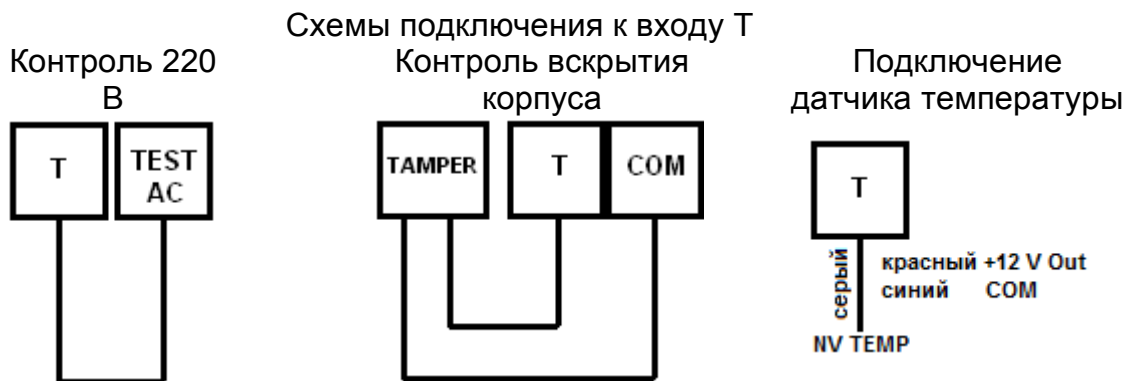 Схемы подключения к входу Т
Контроль 220
В
Контроль вскрытия
корпуса
Подключение
датчика температуры
T
TEST
AC
TAMPER
T
COM
T
серый
красный +12 V Out
синий COM
NV TEMP